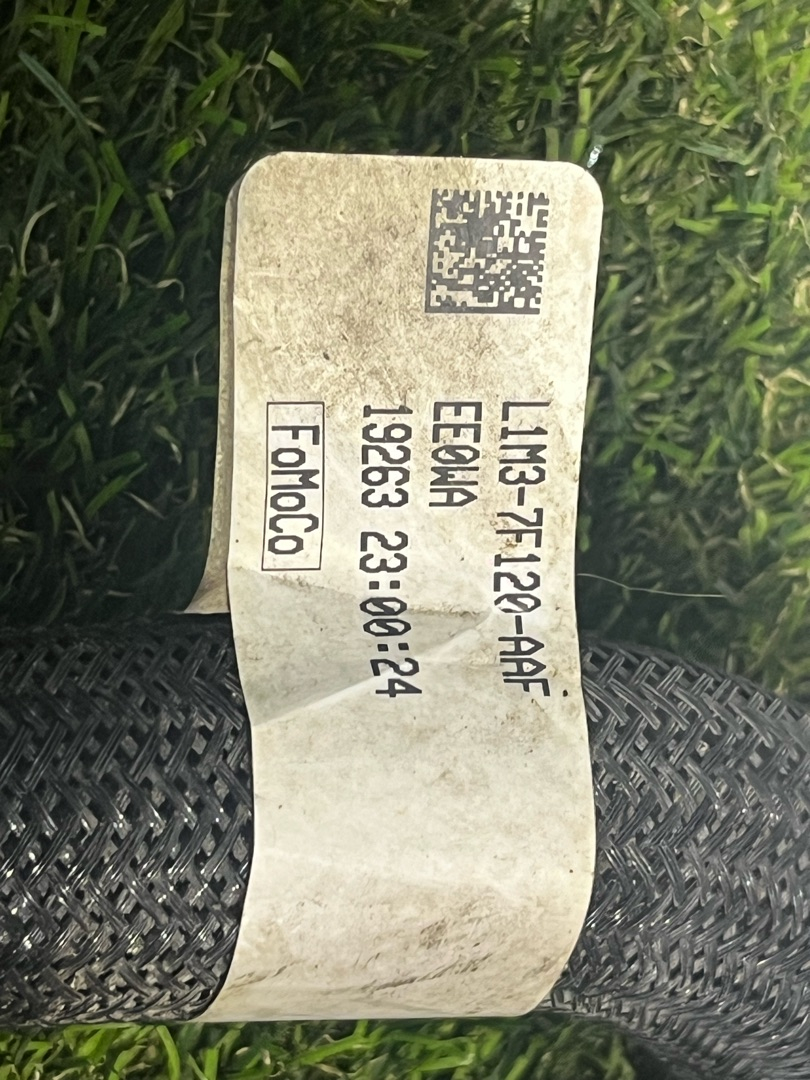 L1M3-7F120-AAF
EE0WA
19263 23:00:24
FoMoCo